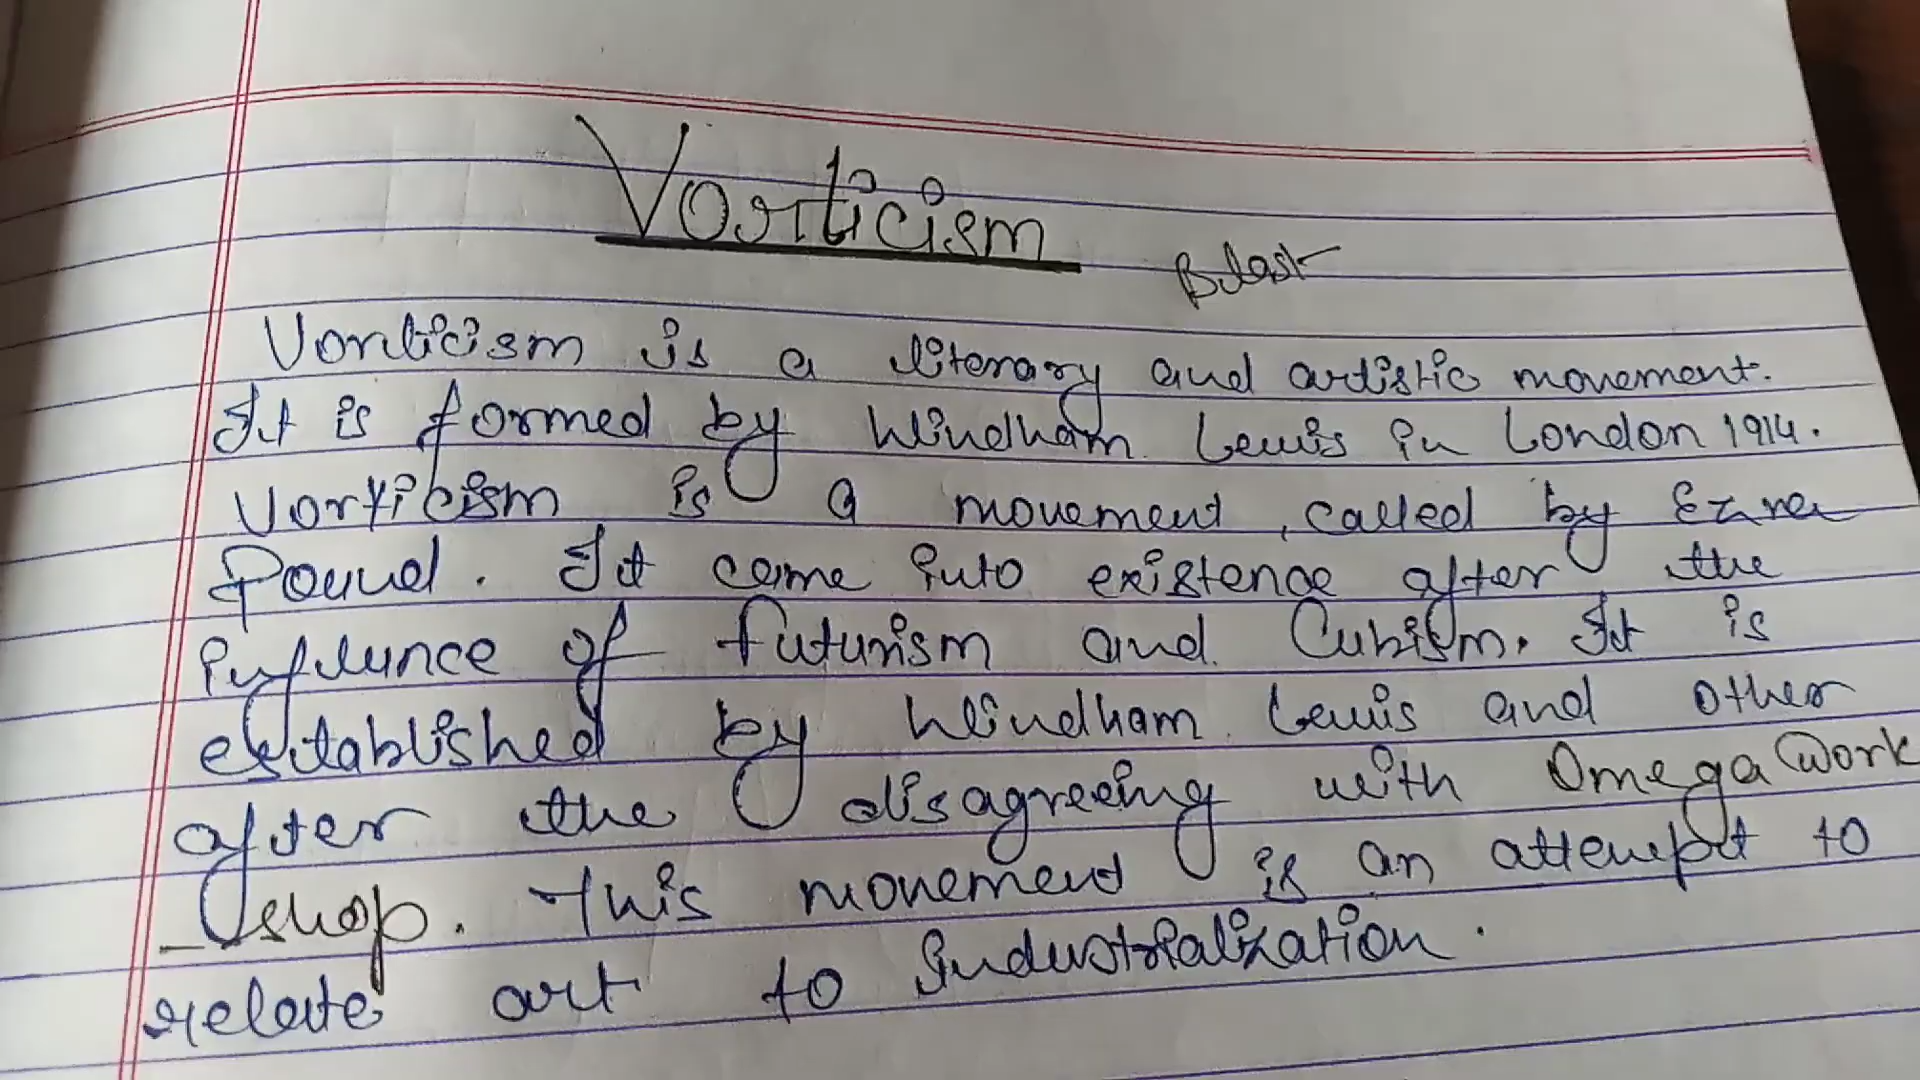 Vorticism
Blast
Vorticism is a literary and artistic movement.
It is formed by Windham Lewis in London 1914.
Vorticism is a movement, called by Ezra
Pound. It came into existence after the
influnce of futurism and Cubism. It is
established by Windham Lewis and other
after the disagreeing with Omega Work
_shop. This movement is an attempt to
relate art to Industrialization.